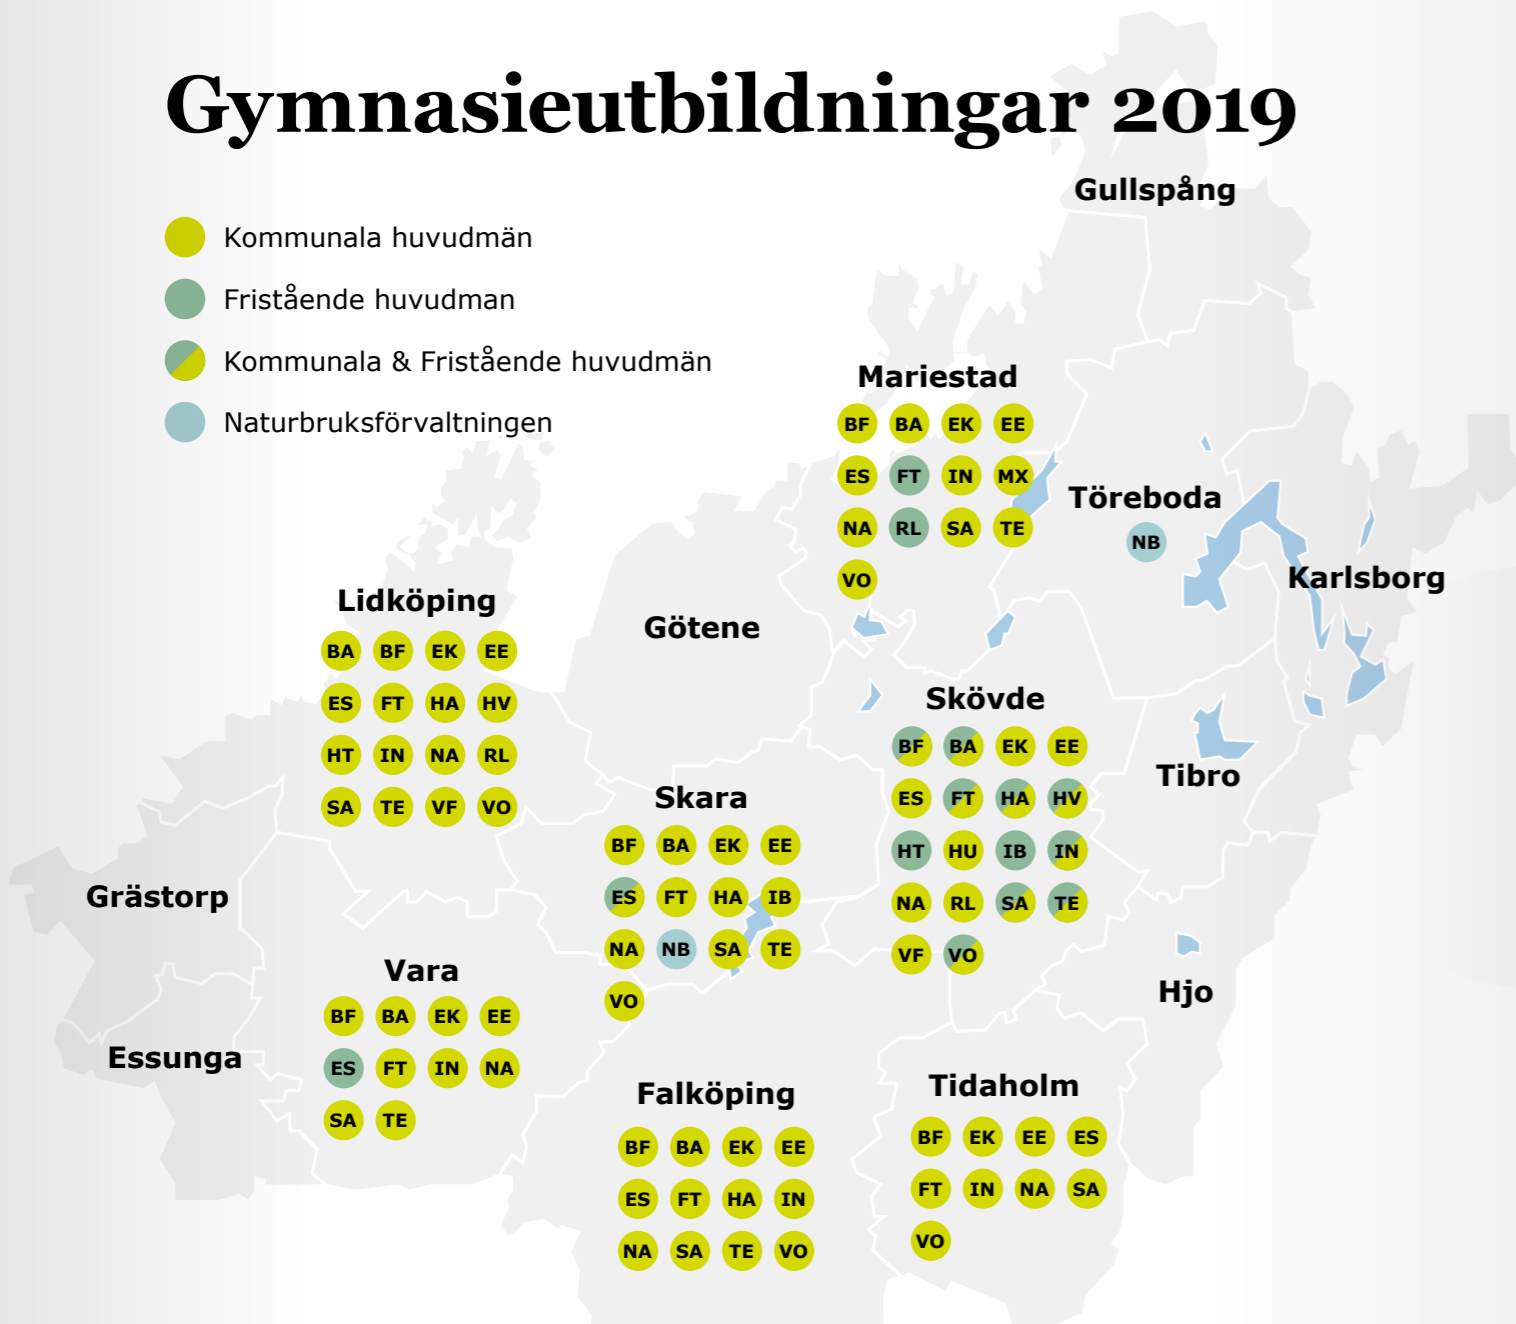 Gymnasieutbildningar 2019
Kommunala huvudmän
Fristående huvudman
Kommunala & Fristående huvudmän
Naturbruksförvaltningen
Gullspång
Mariestad
BF BA EK EE
ES FT IN MX
NA RL SA TE
VO
Töreboda
NB
Karlsborg
Lidköping
BA BF EK EE
ES FT HA HV
HT IN NA RL
SA TE VF VO
Götene
Skövde
BF BA EK EE
ES FT HA HV
HT HU IB IN
NA RL SA TE
VF VO
Tibro
Skara
BF BA EK EE
ES FT HA IB
NA NB SA TE
VO
Grästorp
Vara
BF BA EK EE
ES FT IN NA
SA TE
Hjo
Essunga
Falköping
BF BA EK EE
ES FT HA IN
NA SA TE VO
Tidaholm
BF EK EE ES
FT IN NA SA
VO